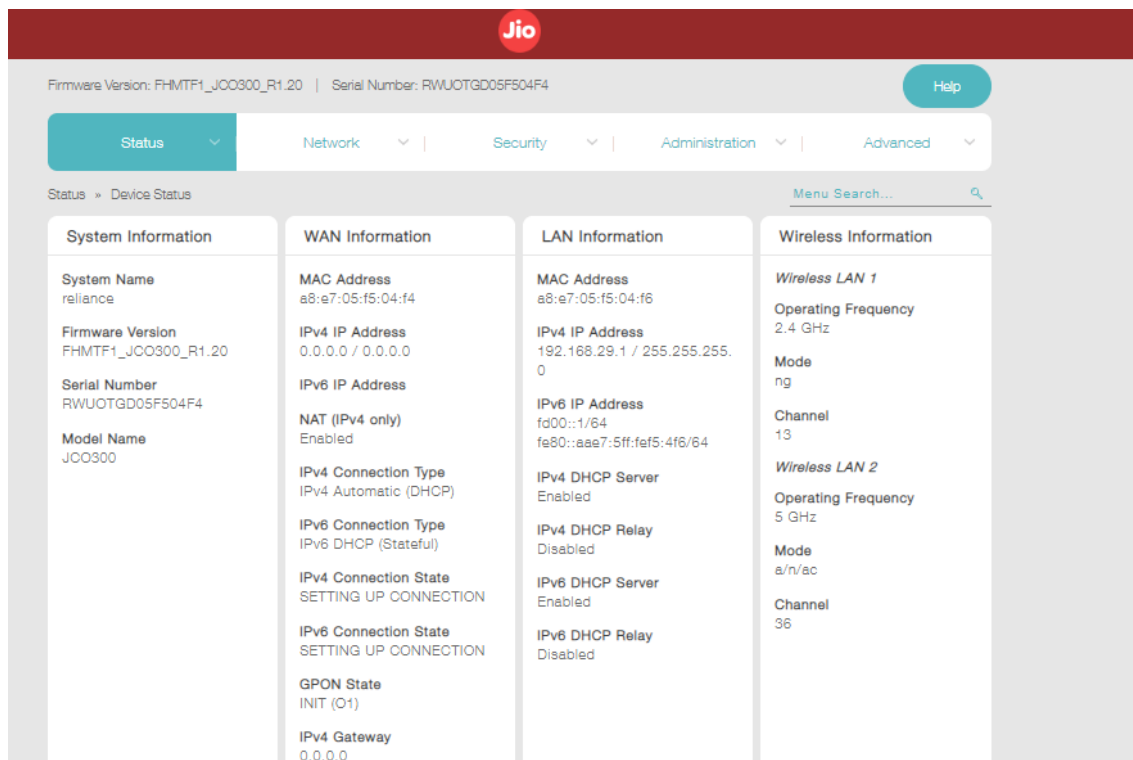 Jio
Firmware Version: FHMTF1_JCO300_R1.20 | Serial Number: RWUOTGD05F504F4
Help
Status
Network
Security
Administration
Advanced
Status » Device Status
Menu Search...
System Information
System Name
reliance
Firmware Version
FHMTF1_JCO300_R1.20
Serial Number
RWUOTGD05F504F4
Model Name
JCO300
WAN Information
MAC Address
a8:e7:05:f5:04:f4
IPv4 IP Address
0.0.0.0 / 0.0.0.0
IPv6 IP Address
NAT (IPv4 only)
Enabled
IPv4 Connection Type
IPv4 Automatic (DHCP)
IPv6 Connection Type
IPv6 DHCP (Stateful)
IPv4 Connection State
SETTING UP CONNECTION
IPv6 Connection State
SETTING UP CONNECTION
GPON State
INIT (O1)
IPv4 Gateway
0.0.0.0
LAN Information
MAC Address
a8:e7:05:f5:04:f6
IPv4 IP Address
192.168.29.1 / 255.255.255.
0
IPv6 IP Address
fd00::1/64
fe80::aae7:5ff:fef5:4f6/64
IPv4 DHCP Server
Enabled
IPv4 DHCP Relay
Disabled
IPv6 DHCP Server
Enabled
IPv6 DHCP Relay
Disabled
Wireless Information
Wireless LAN 1
Operating Frequency
2.4 GHz
Mode
ng
Channel
13
Wireless LAN 2
Operating Frequency
5 GHz
Mode
a/n/ac
Channel
36